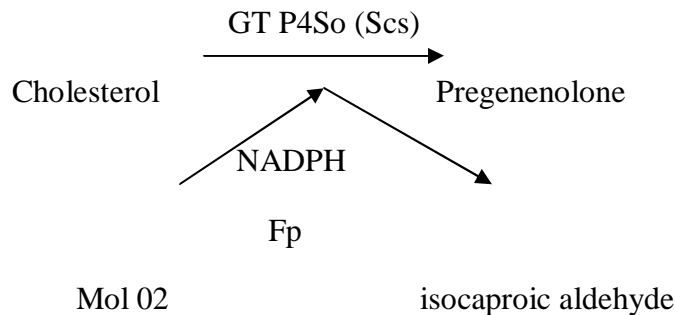 GT P4So (Scs)
Cholesterol Pregenenolone
NADPH
Fp
Mol 02 isocaproic aldehyde